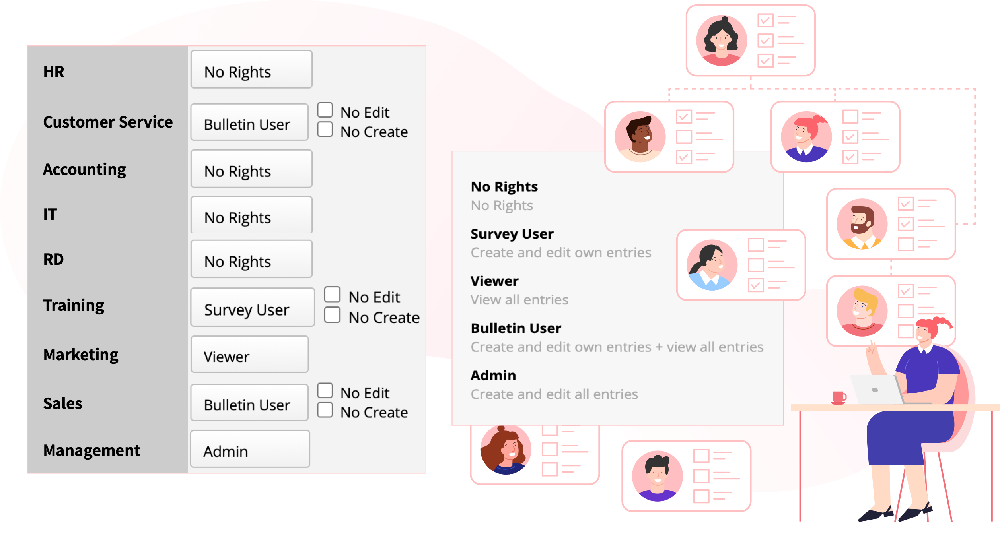 HR
No Rights
Customer Service
Bulletin User
No Edit
No Create
Accounting
No Rights
IT
No Rights
RD
No Rights
Training
Survey User
No Edit
No Create
Marketing
Viewer
Sales
Bulletin User
No Edit
No Create
Management
Admin
No Rights
No Rights
Survey User
Create and edit own entries
Viewer
View all entries
Bulletin User
Create and edit own entries + view all entries
Admin
Create and edit all entries